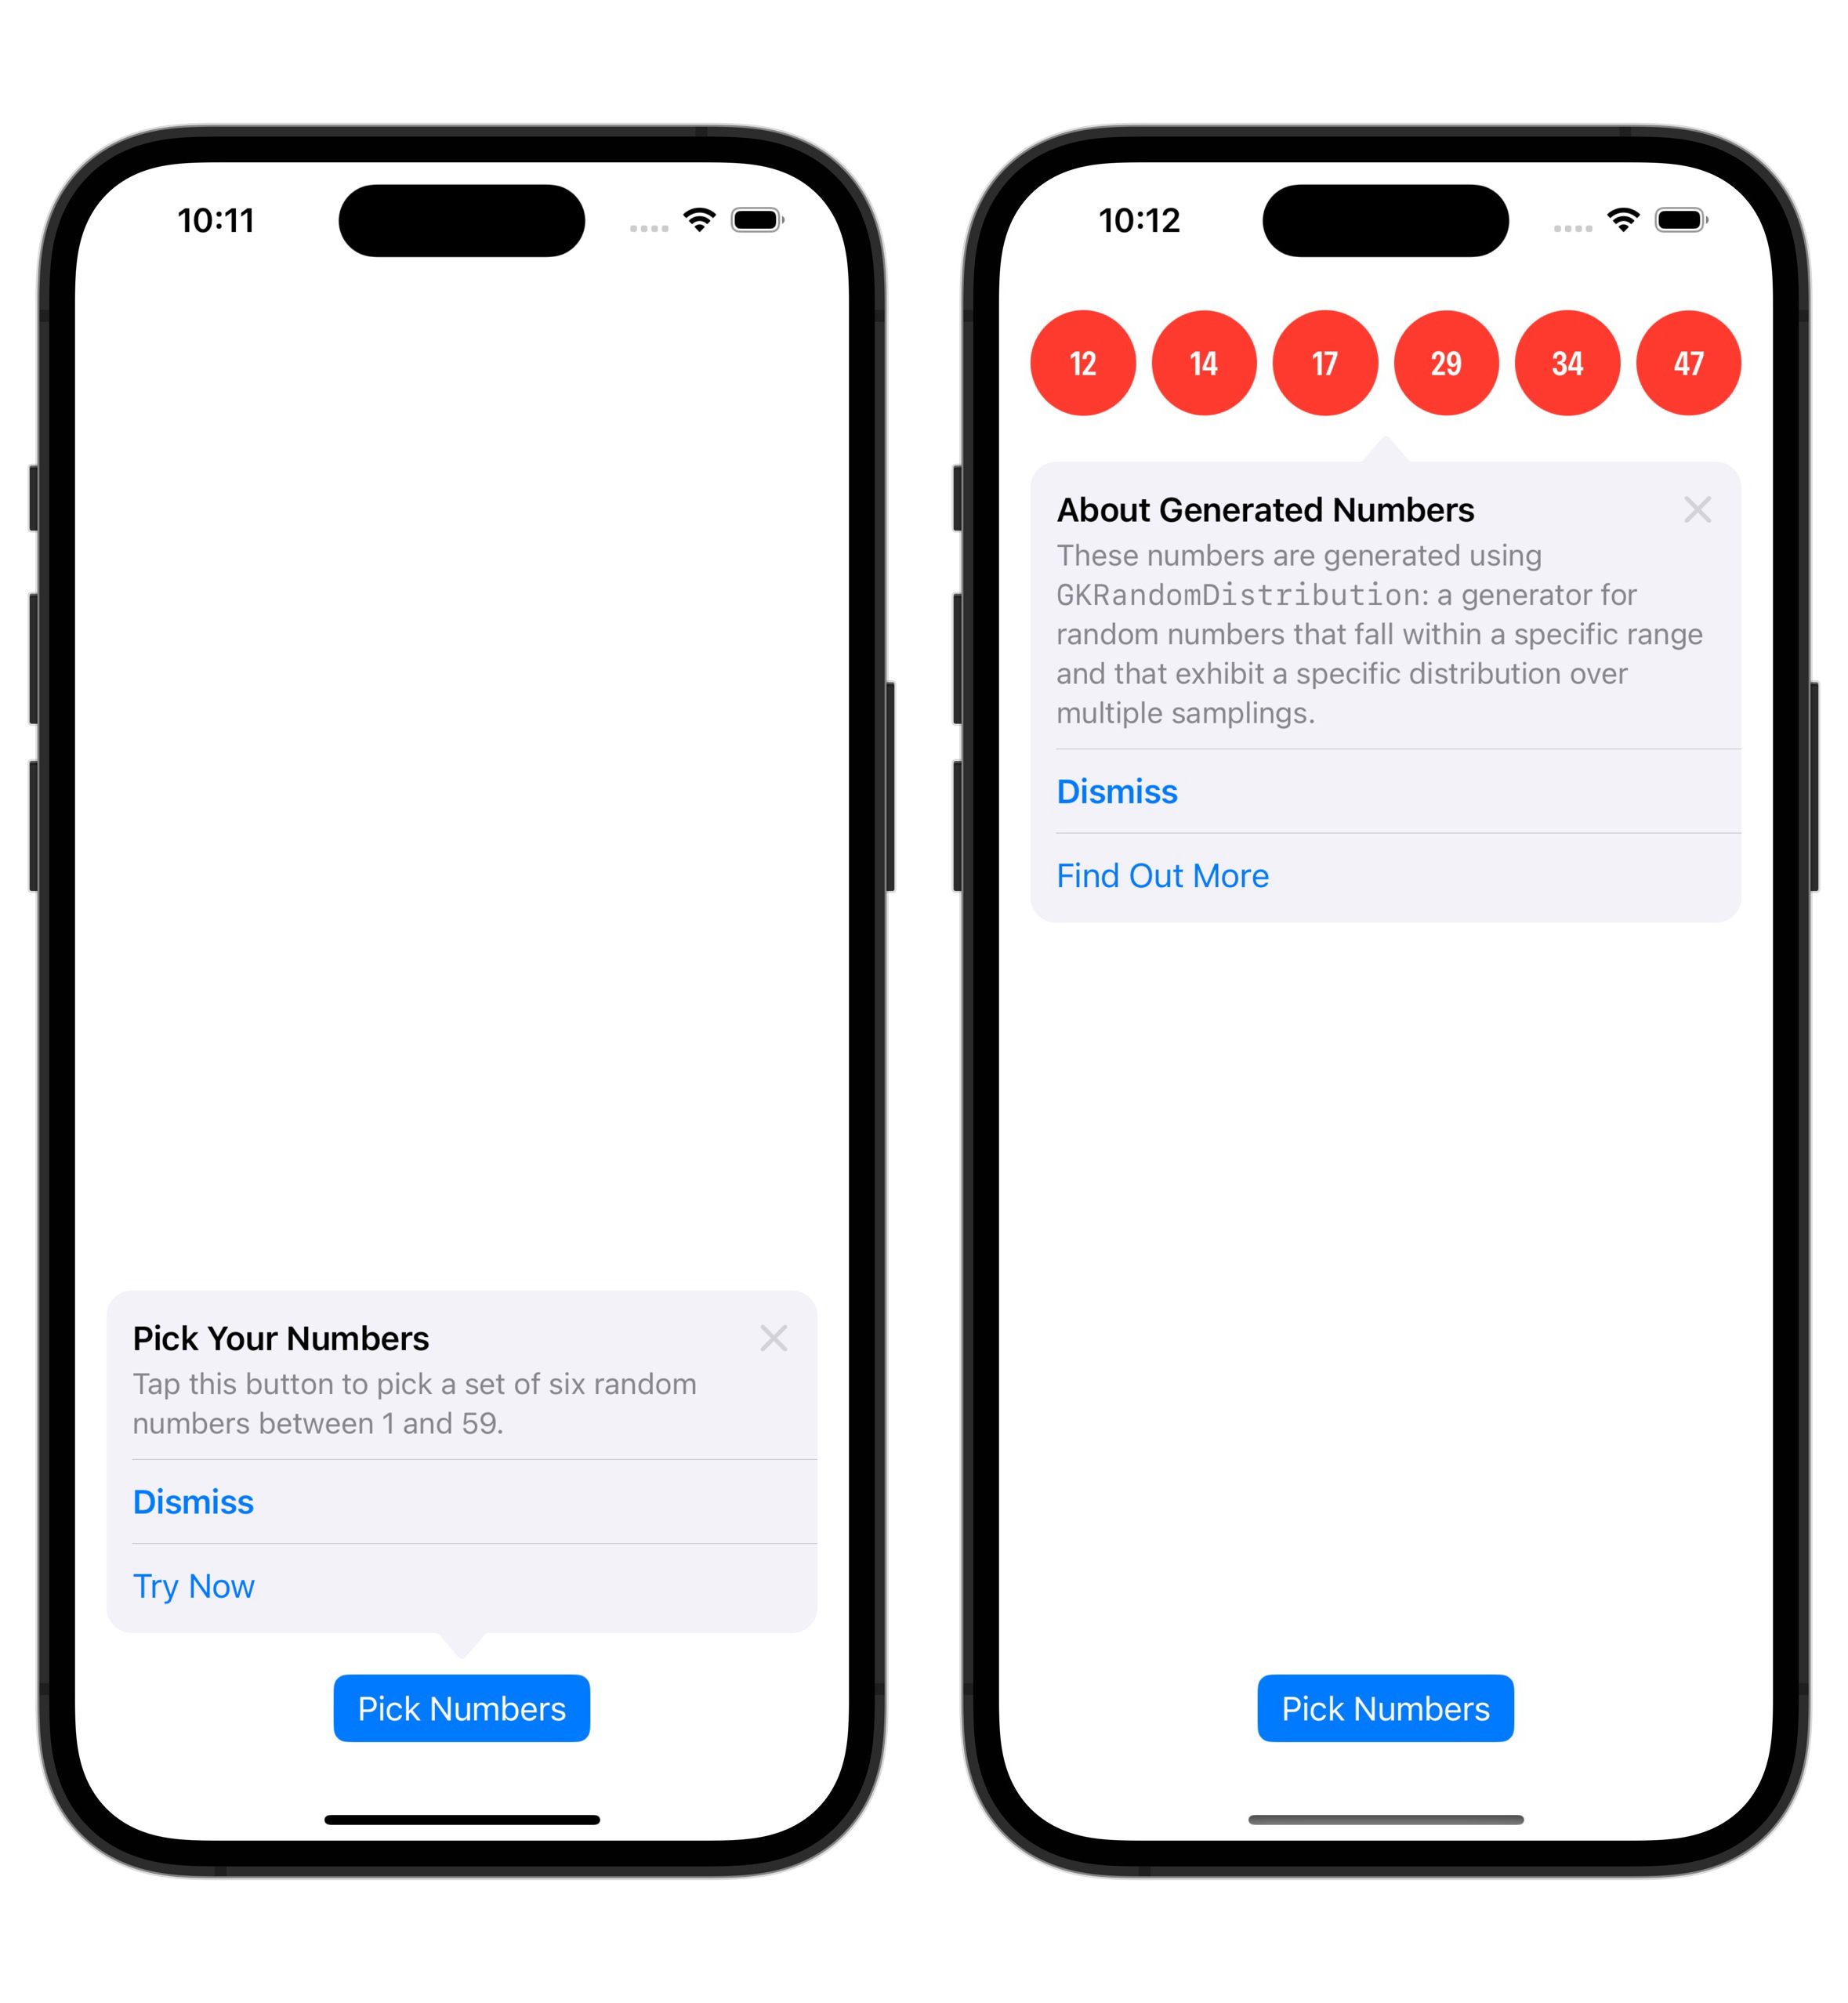 10:11
Pick Your Numbers
Tap this button to pick a set of six random
numbers between 1 and 59.
Dismiss
Try Now
Pick Numbers
10:12
12 14 17 29 34 47
About Generated Numbers
These numbers are generated using
GKRandomDistribution: a generator for
random numbers that fall within a specific range
and that exhibit a specific distribution over
multiple samplings.
Dismiss
Find Out More
Pick Numbers